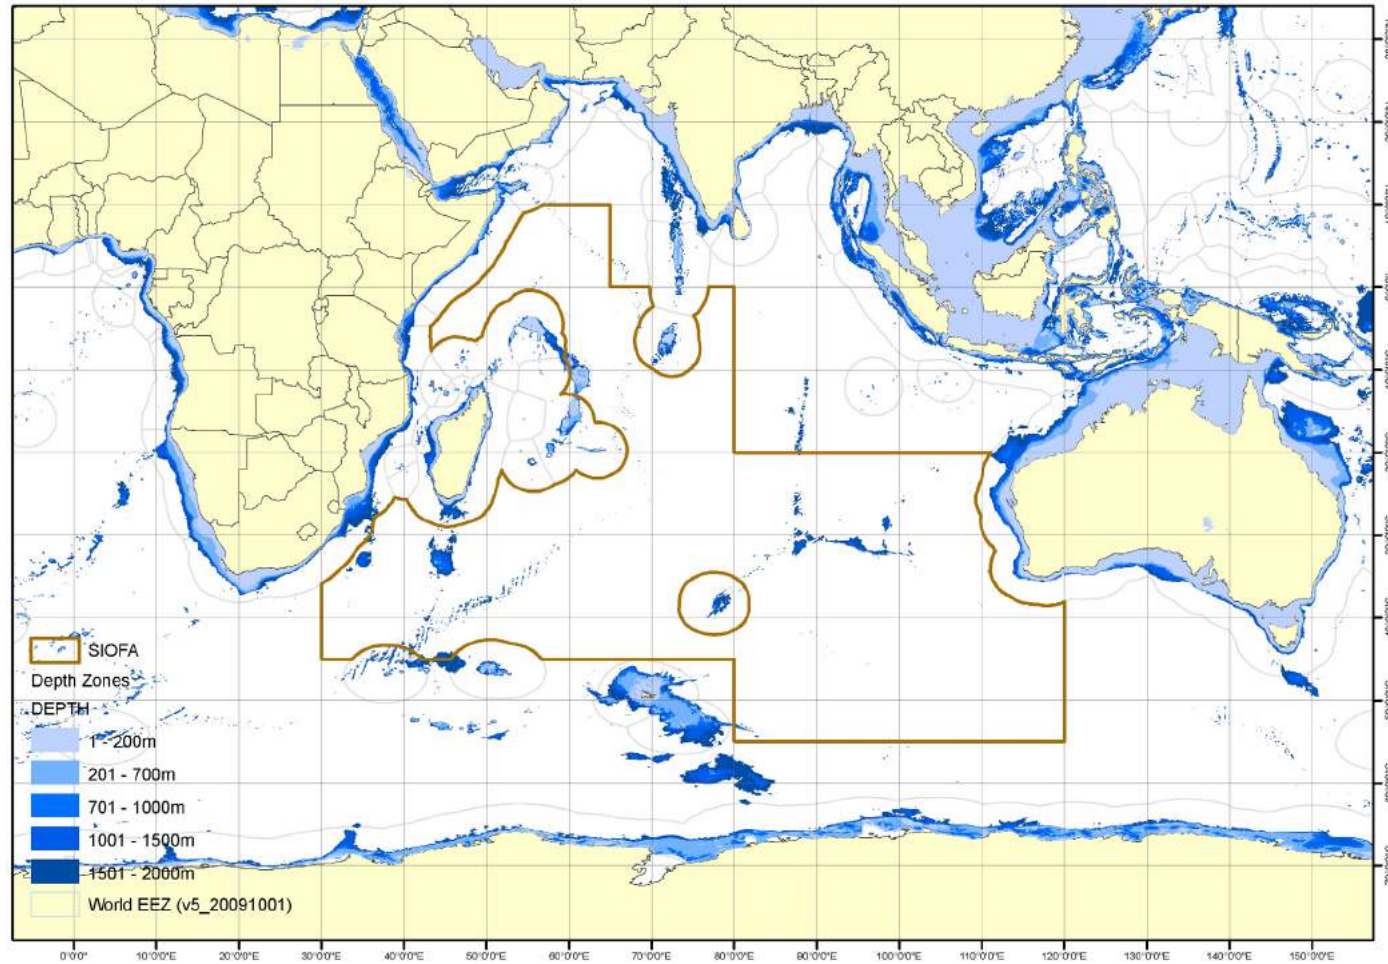 SIOFA
Depth Zones
DEPTH
1 - 200m
201 - 700m
701 - 1000m
1001 - 1500m
1501 - 2000m
World EEZ (v5_20091001)
0°0'0" 10°0'0"E 20°0'0"E 30°0'0"E 40°0'0"E 50°0'0"E 60°0'0"E 70°0'0"E 80°0'0"E 90°0'0"E 100°0'0"E 110°0'0"E 120°0'0"E 130°0'0"E 140°0'0"E 150°0'0"E